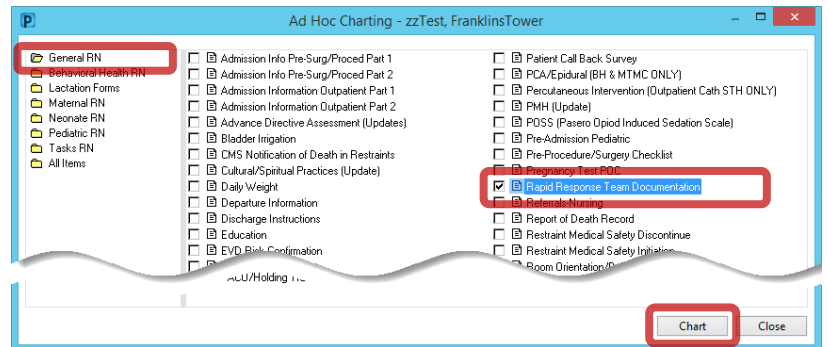 P
Ad Hoc Charting - zzTest, FranklinsTower
General RN
Behavioral Health RN
Lactation Forms
Maternal RN
Neonate RN
Pediatric RN
Tasks RN
All Items
Admission Info Pre-Surg/Proced Part 1
Admission Info Pre-Surg/Proced Part 2
Admission Information Outpatient Part 1
Admission Information Outpatient Part 2
Advance Directive Assessment (Updates)
Bladder Irrigation
CMS Notification of Death in Restraints
Cultural/Spiritual Practices (Update)
Daily Weight
Departure Information
Discharge Instructions
Education
EVD Risk Confirmation
/Holding
Patient Call Back Survey
PCA/Epidural (BH & MTMC ONLY)
Percutaneous Intervention (Outpatient Cath STH ONLY)
PMH (Update)
POSS (Pasero Opiod Induced Sedation Scale)
Pre-Admission Pediatric
Pre-Procedure/Surgery Checklist
Pregnancy Test POC
Rapid Response Team Documentation
Referrals-Nursing
Report of Death Record
Restraint Medical Safety Discontinue
Restraint Medical Safety Initiation
Room Orientation/
Chart
Close